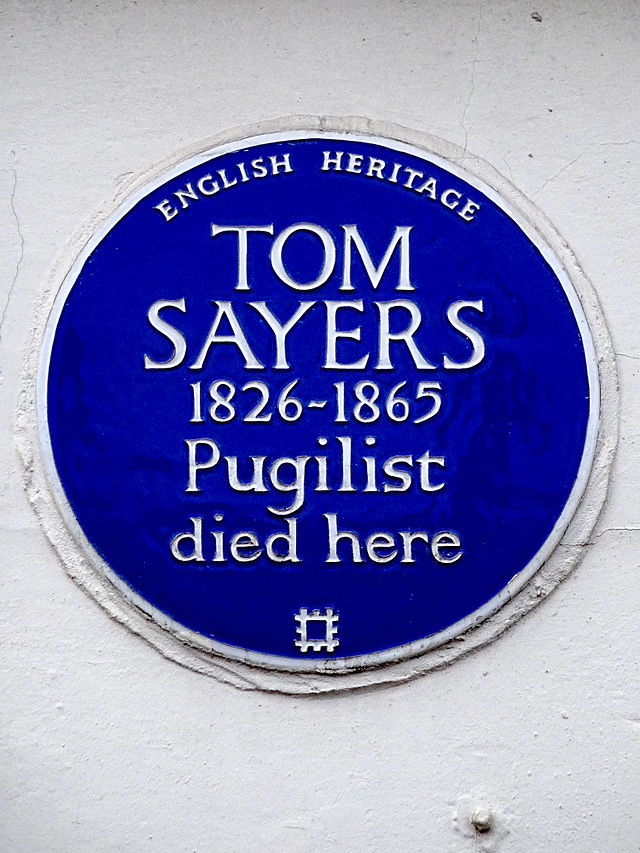 ENGLISH HERITAGE
TOM
SAYERS
1826-1865
Pugilist
died here